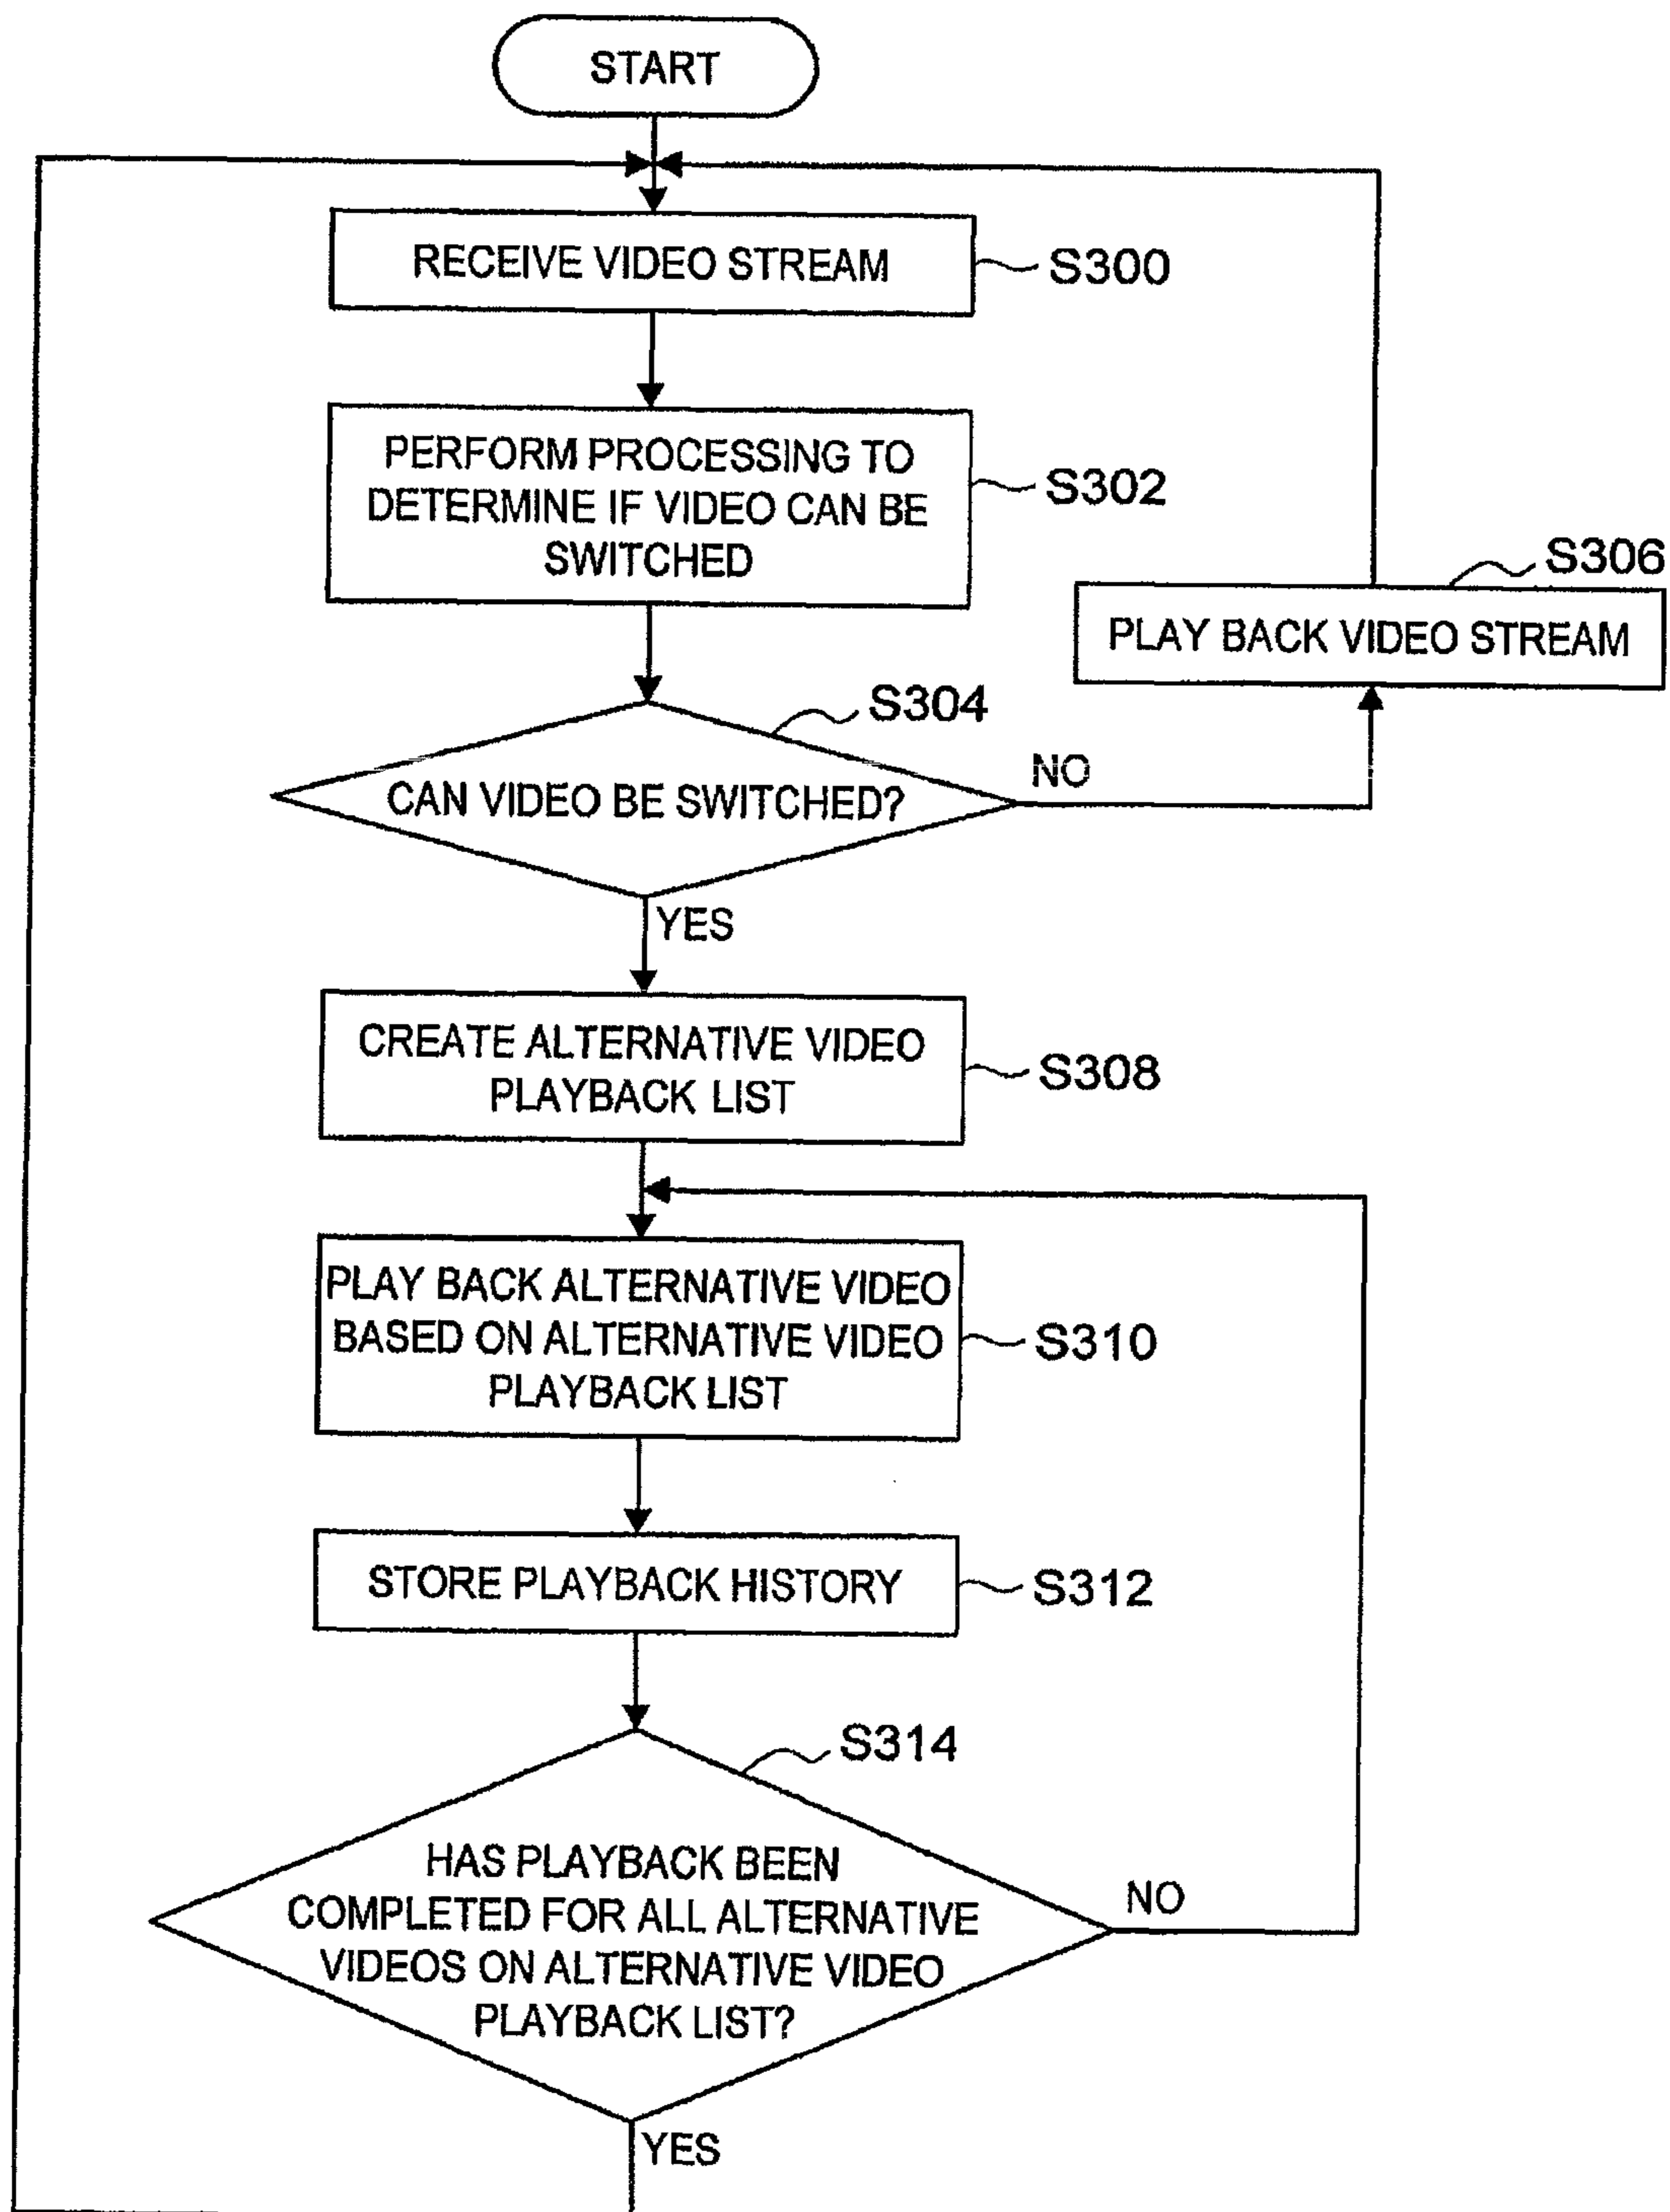 START
RECEIVE VIDEO STREAM
S300
PERFORM PROCESSING TO
DETERMINE IF VIDEO CAN BE
SWITCHED
S302
S306
PLAY BACK VIDEO STREAM
S304
CAN VIDEO BE SWITCHED?
NO
YES
CREATE ALTERNATIVE VIDEO
PLAYBACK LIST
S308
PLAY BACK ALTERNATIVE VIDEO
BASED ON ALTERNATIVE VIDEO
PLAYBACK LIST
S310
STORE PLAYBACK HISTORY
S312
S314
HAS PLAYBACK BEEN
COMPLETED FOR ALL ALTERNATIVE
VIDEOS ON ALTERNATIVE VIDEO
PLAYBACK LIST?
NO
YES